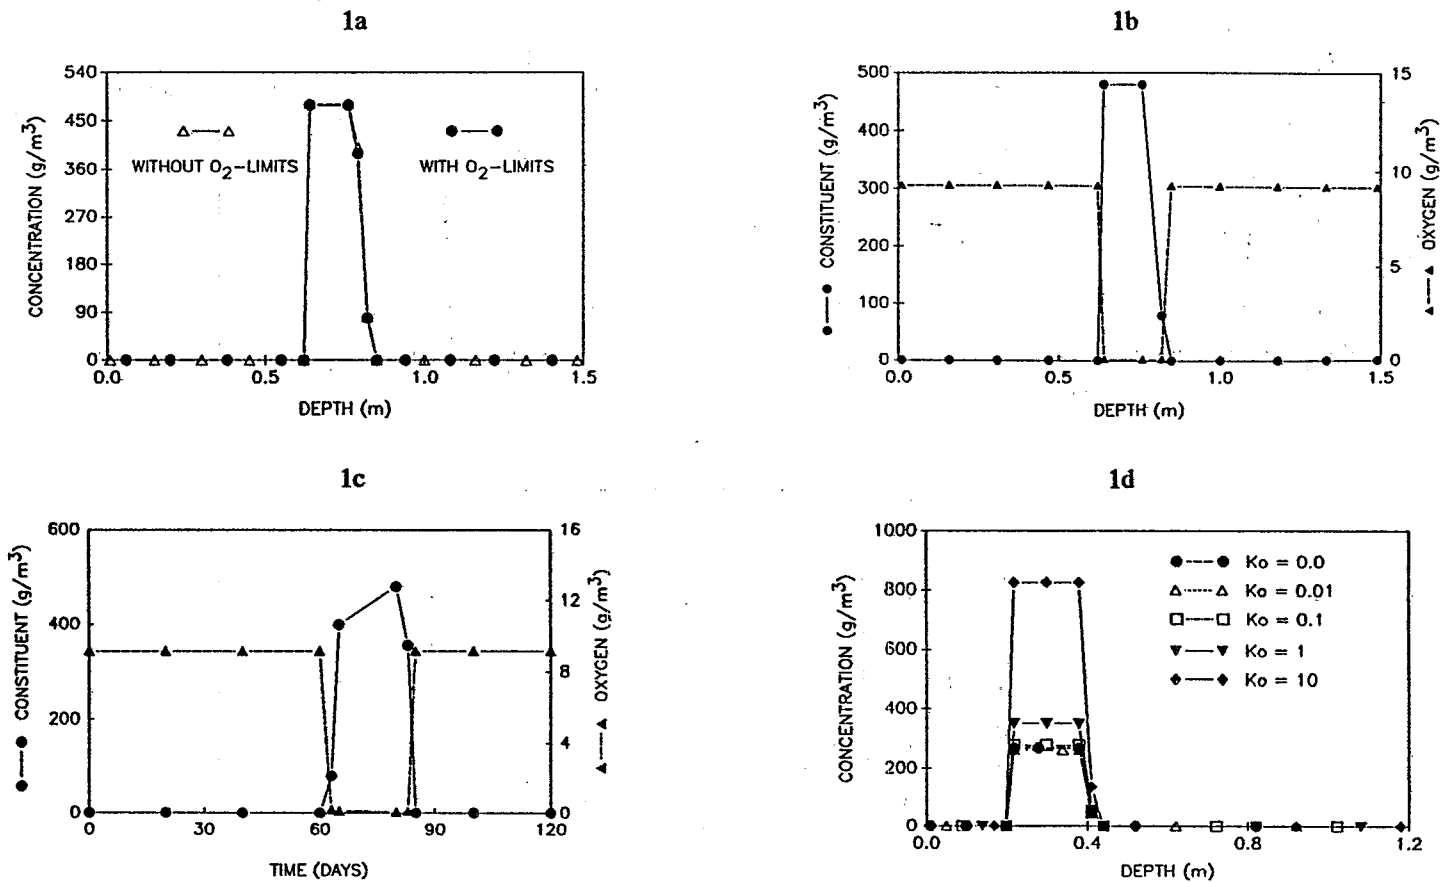 1a
540
450
360
270
180
90
0
CONCENTRATION (g/m³)
WITHOUT O₂-LIMITS
WITH O₂-LIMITS
0.0 0.5 1.0 1.5
DEPTH (m)
1b
500
400
300
200
100
0
CONSTITUENT (g/m³)
15
10
5
0
OXYGEN (g/m³)
0.0 0.5 1.0 1.5
DEPTH (m)
1c
600
400
200
0
CONSTITUENT (g/m³)
16
12
8
4
0
OXYGEN (g/m³)
0 30 60 90 120
TIME (DAYS)
1d
1000
800
600
400
200
0
CONCENTRATION (g/m³)
Ko = 0.0
Ko = 0.01
Ko = 0.1
Ko = 1
Ko = 10
0.0 0.4 0.8 1.2
DEPTH (m)